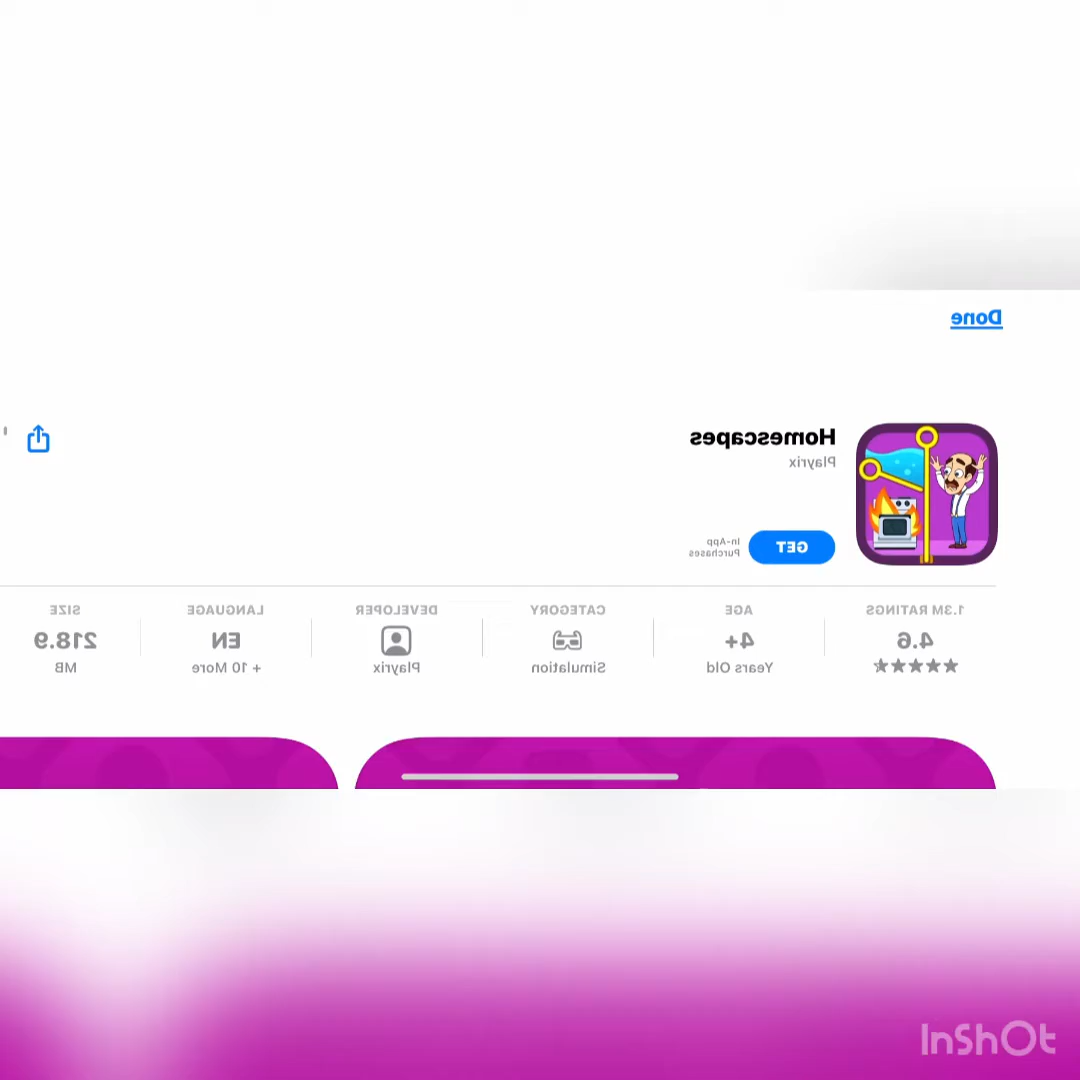 Done
Homescapes
Playrix
GET
In-App
Purchases
1.3M RATINGS
4.6
AGE
4+
Years Old
CATEGORY
Simulation
DEVELOPER
Playrix
LANGUAGE
EN
+ 10 More
SIZE
218.9
MB
InShOt